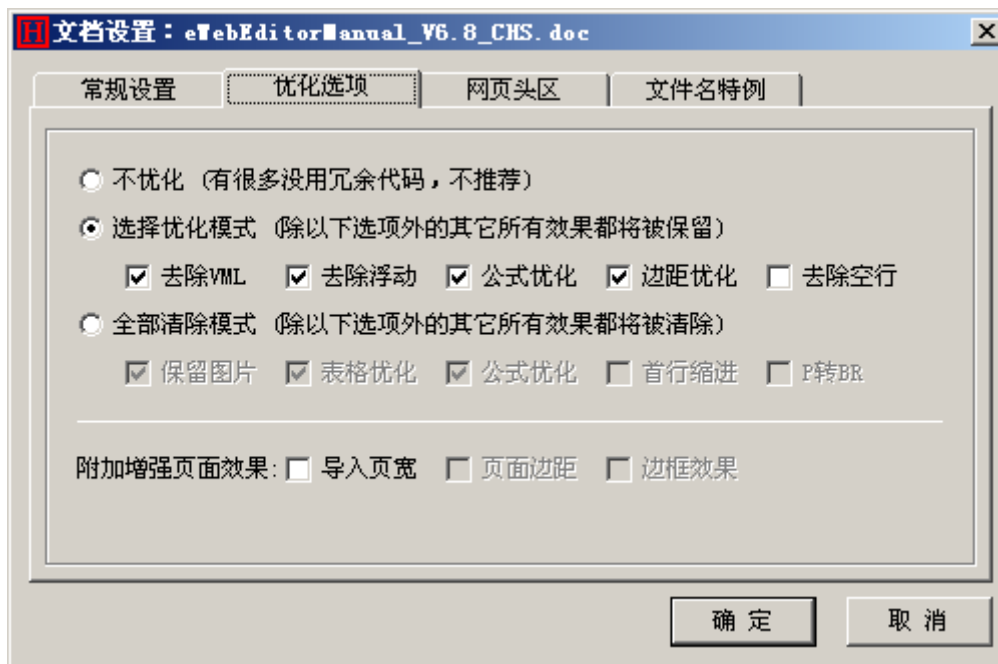 H 文档设置：eWebEditorManual_V6.8_CHS.doc
常规设置 优化选项 网页头区 文件名特例
不优化（有很多没用冗余代码，不推荐）
选择优化模式（除以下选项外的其它所有效果都将被保留）
去除VML 去除浮动 公式优化 边距优化 去除空行
全部清除模式（除以下选项外的其它所有效果都将被清除）
保留图片 表格优化 公式优化 首行缩进 P转BR
附加增强页面效果: 导入页宽 页面边距 边框效果
确 定 取 消